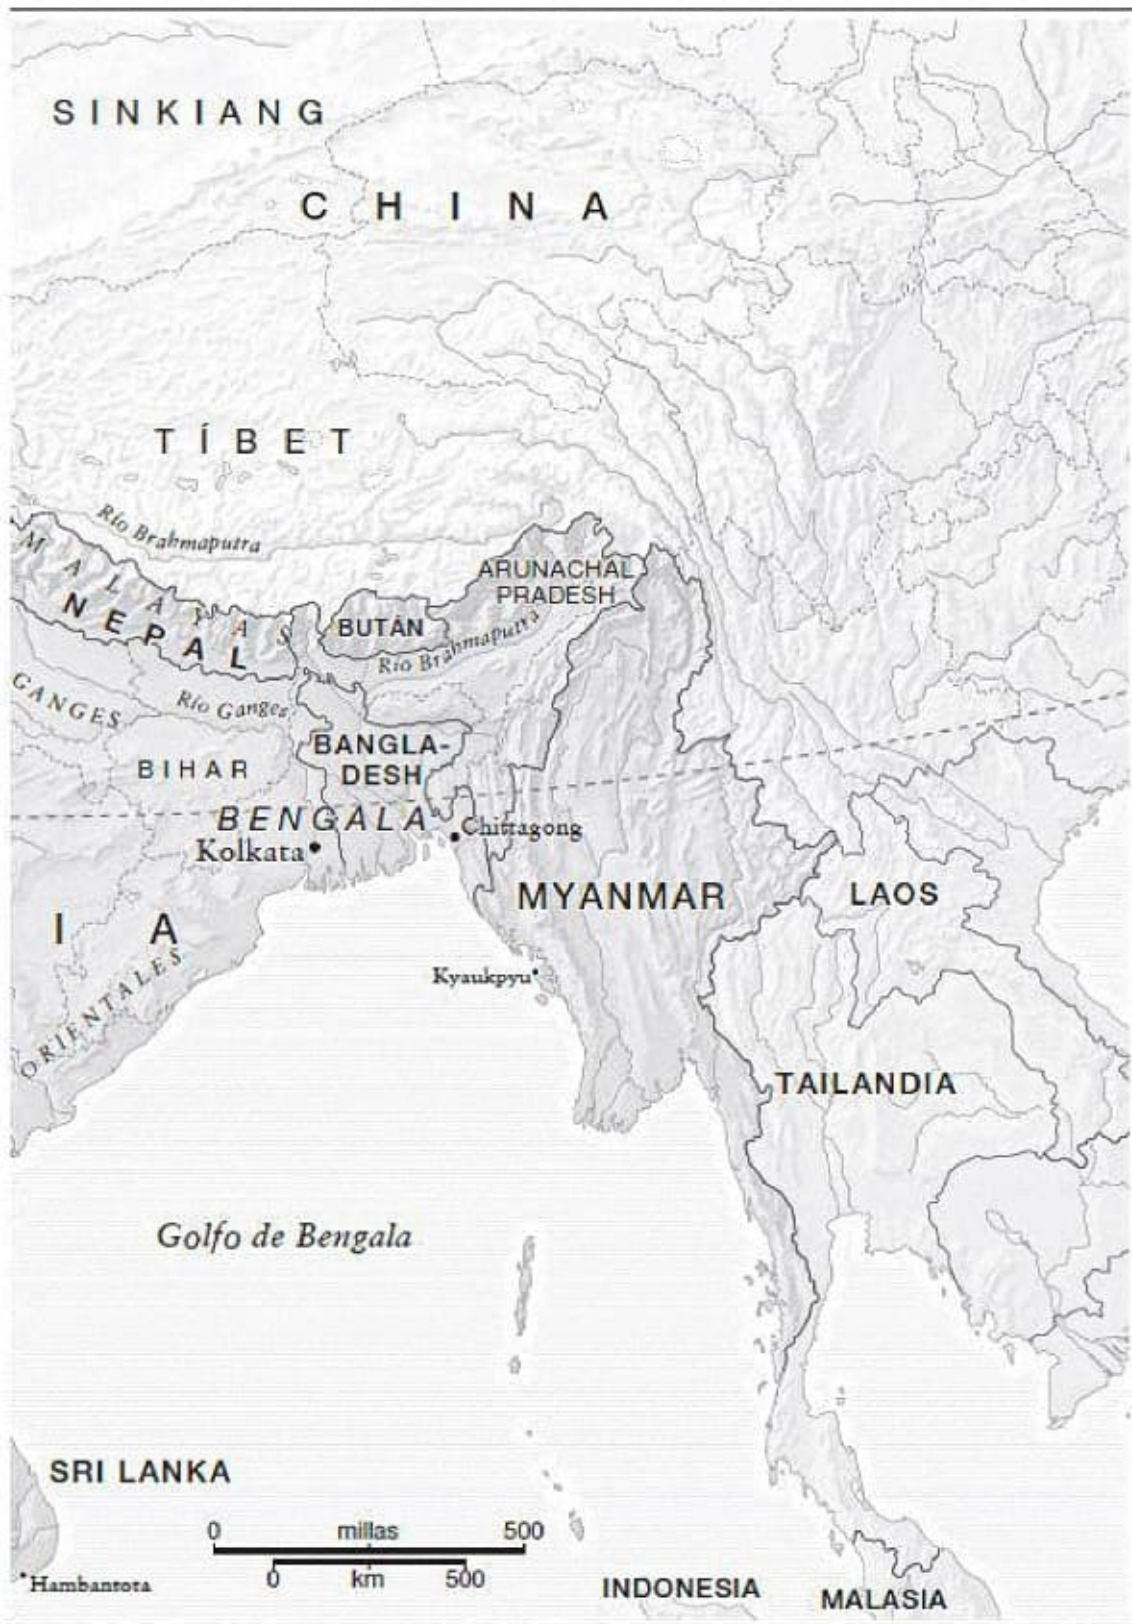 SINKIANG
CHINA
TÍBET
Río Brahmaputra
MALAYAS
NEPAL
ARUNACHAL
PRADESH
BUTÁN
Río Brahmaputra
GANGES
Río Ganges
BANGLA-
DESH
BIHAR
BENGALA
Chittagong
Kolkata
MYANMAR
LAOS
I A
ORIENTALES
Kyaukpyu
TAILANDIA
Golfo de Bengala
SRI LANKA
0 millas 500
0 km 500
Hambantota
INDONESIA
MALASIA